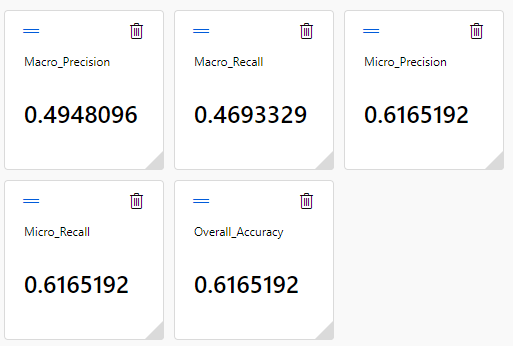 Macro_Precision
0.4948096
Macro_Recall
0.4693329
Micro_Precision
0.6165192
Micro_Recall
0.6165192
Overall_Accuracy
0.6165192